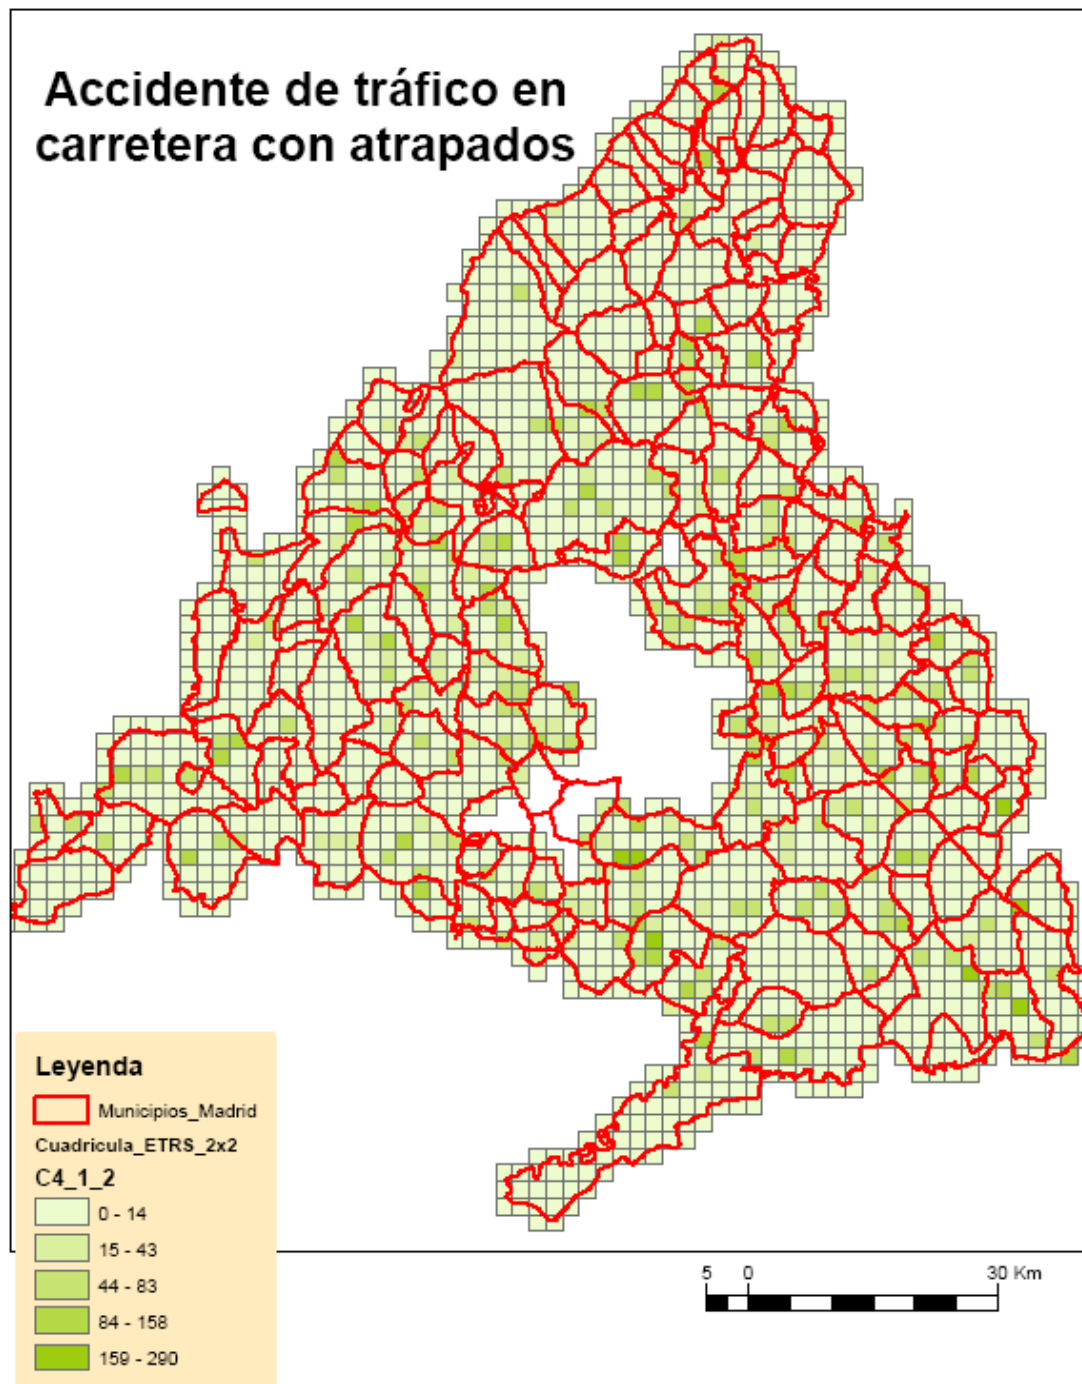 Accidente de tráfico en
carretera con atrapados
Leyenda
Municipios_Madrid
Cuadricula_ETRS_2x2
C4_1_2
0 - 14
15 - 43
44 - 83
84 - 158
159 - 290
5 0 30 Km